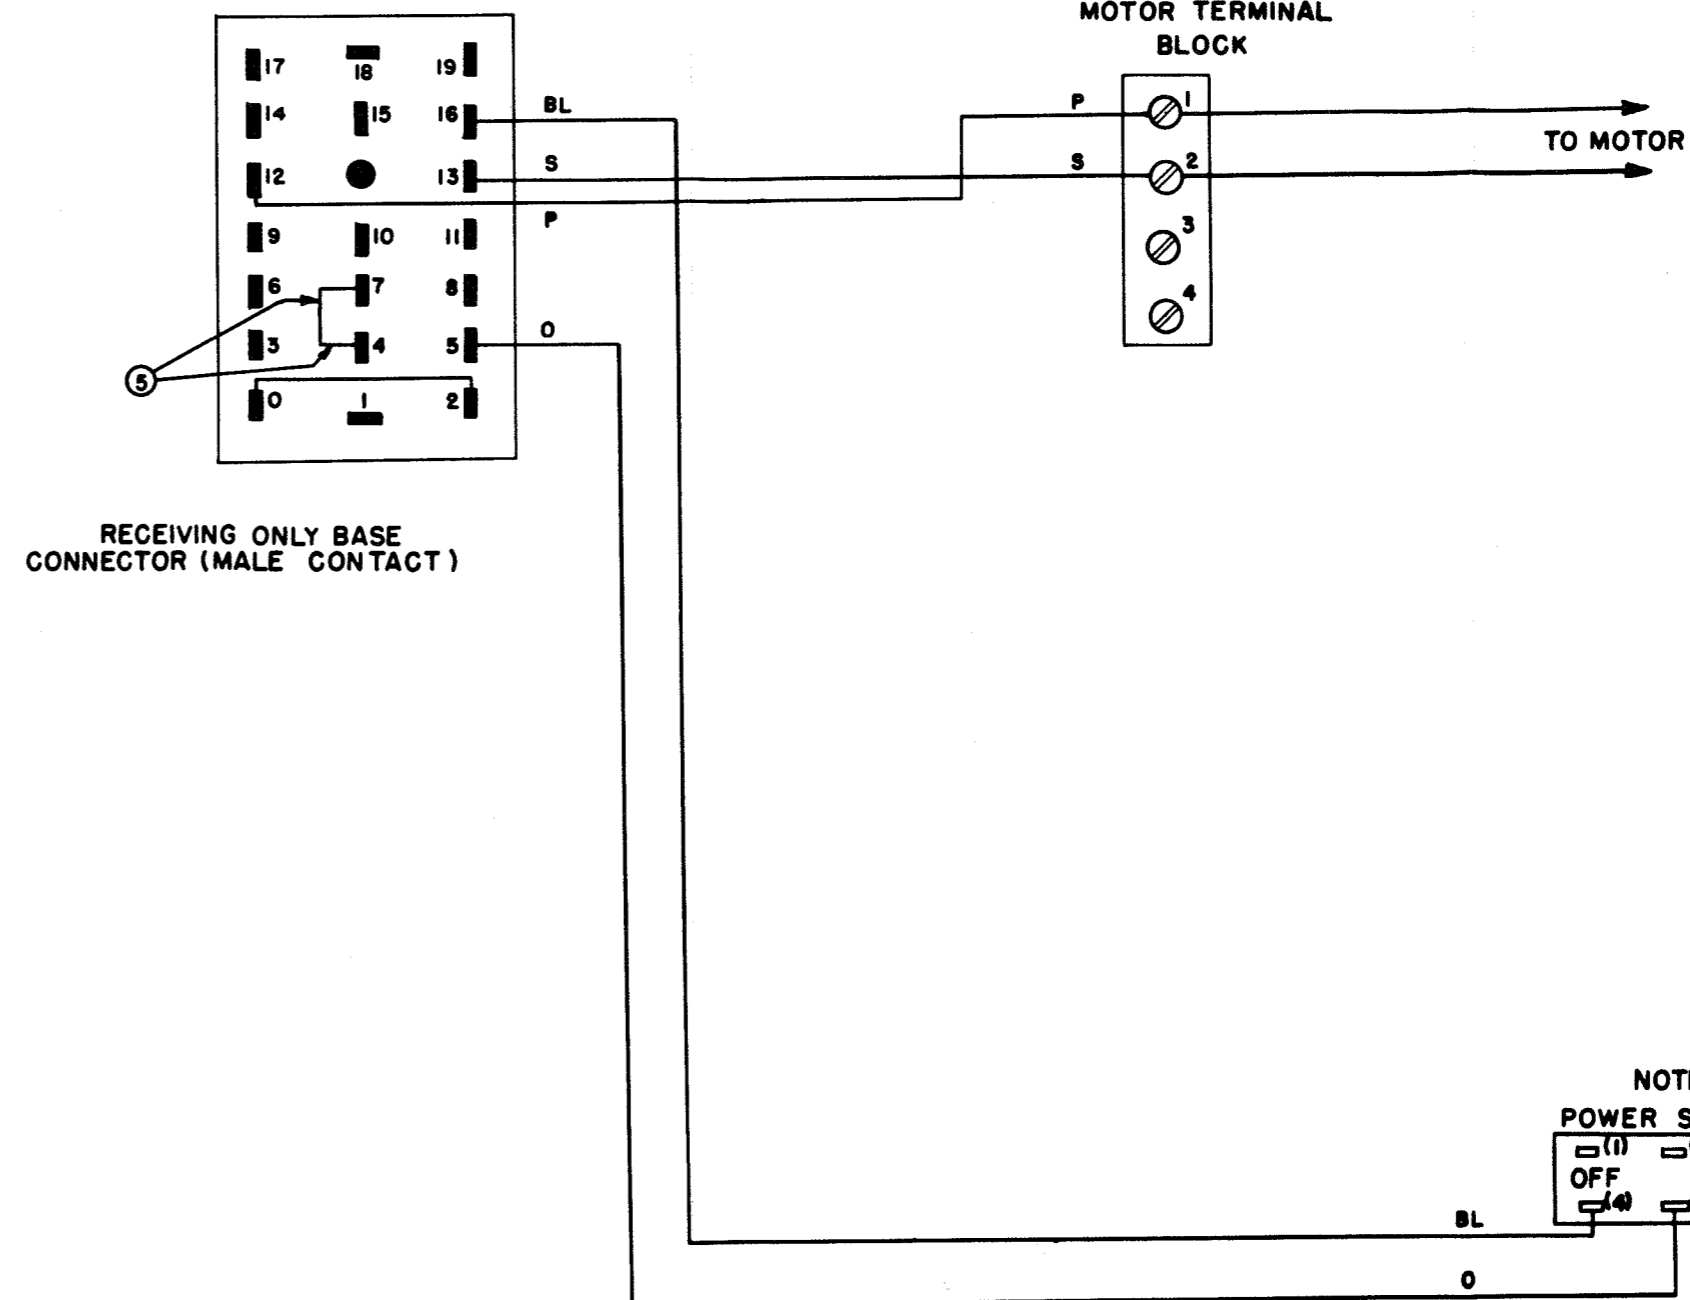 MOTOR TERMINAL
BLOCK
17 18 19
14 15 16 BL
P 1
TO MOTOR
12 13 S
S 2
P
9 10 11
3
6 7 8
4
3 4 5 O
5
0 1 2
RECEIVING ONLY BASE
CONNECTOR (MALE CONTACT)
POWER
(1)
OFF
(4)
BL
O